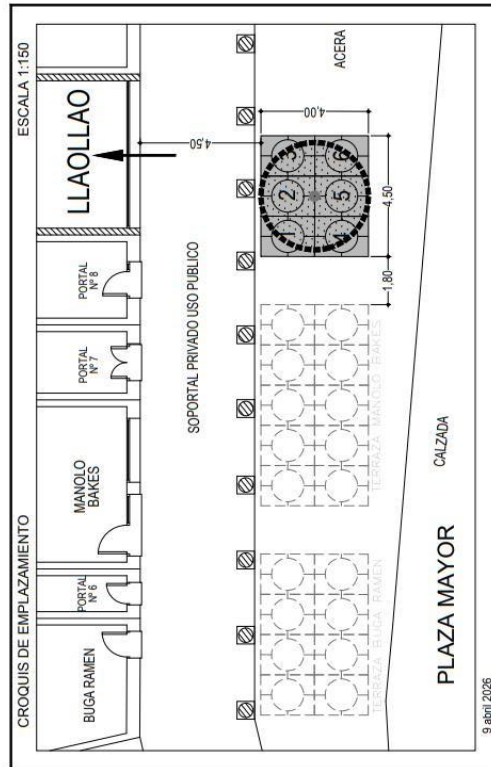 CROQUIS DE EMPLAZAMIENTO
ESCALA 1:150
BUGA RAMEN
PORTAL
Nº 6
MANOLO
BAKES
PORTAL
Nº 7
PORTAL
Nº 8
LLAOLLAO
4,50
SOPORTAL PRIVADO USO PUBLICO
1
2
3
4
5
6
4,00
4,50
1,80
ACERA
TERRAZA BUGA RAMEN
TERRAZA MANOLO BAKES
CALZADA
PLAZA MAYOR
9 abril 2026